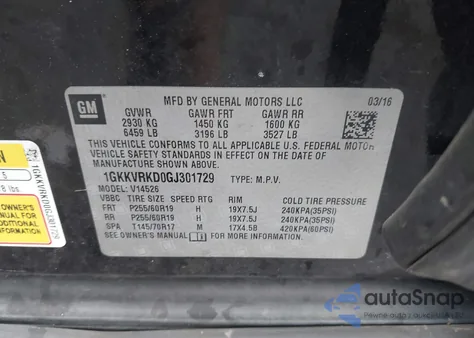 GM
MFD BY GENERAL MOTORS LLC
03/16
GVWR GAWR FRT GAWR RR
2930 KG 1450 KG 1600 KG
6459 LB 3196 LB 3527 LB
THIS VEHICLE CONFORMS TO ALL APPLICABLE U.S. FEDERAL MOTOR
VEHICLE SAFETY STANDARDS IN EFFECT ON THE DATE OF
MANUFACTURE SHOWN ABOVE.
1GKKVRKD0GJ301729 TYPE: M.P.V.
MODEL: V14526
VBBC TIRE SIZE SPEED RTG RIM COLD TIRE PRESSURE
FRT P255/60R19 H 19X7.5J 240KPA(35PSI)
RR P255/60R19 H 19X7.5J 240KPA(35PSI)
SPA T145/70R17 M 17X4.5B 420KPA(60PSI)
SEE OWNER'S MANUAL FOR MORE INFORMATION.
1GKKVRKD0GJ301729
autoSnap